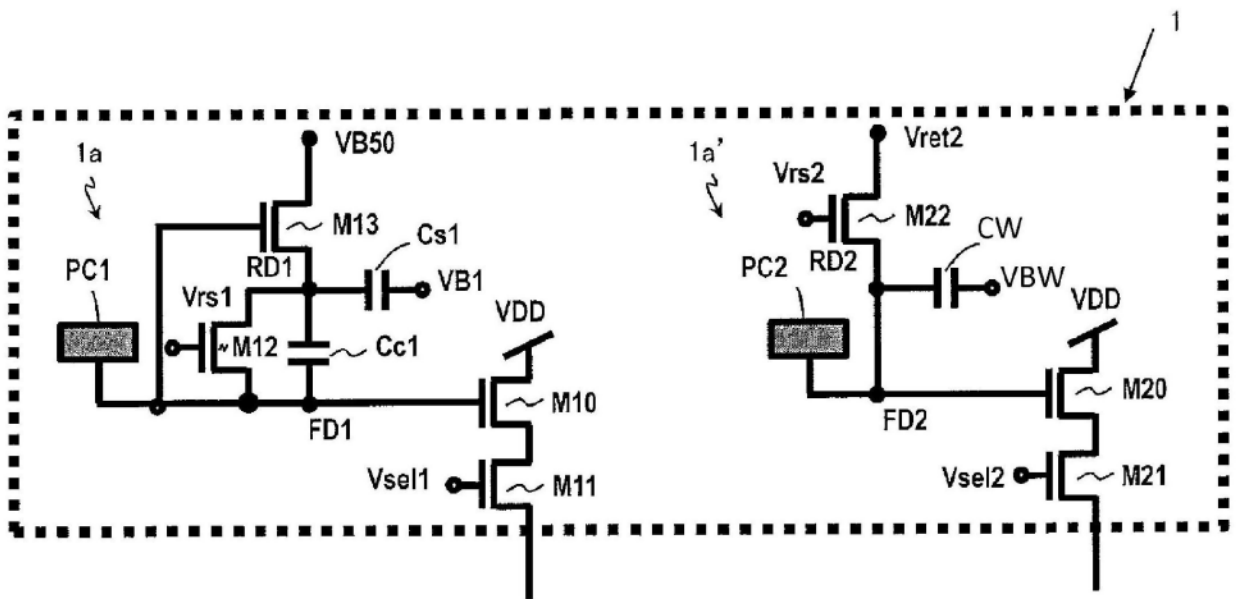 1
1a
VB50
M13
Cs1
RD1
VB1
PC1
Vrs1
M12
Cc1
VDD
M10
FD1
Vsel1
M11
1a'
Vret2
Vrs2
M22
CW
RD2
VBW
PC2
VDD
M20
FD2
Vsel2
M21